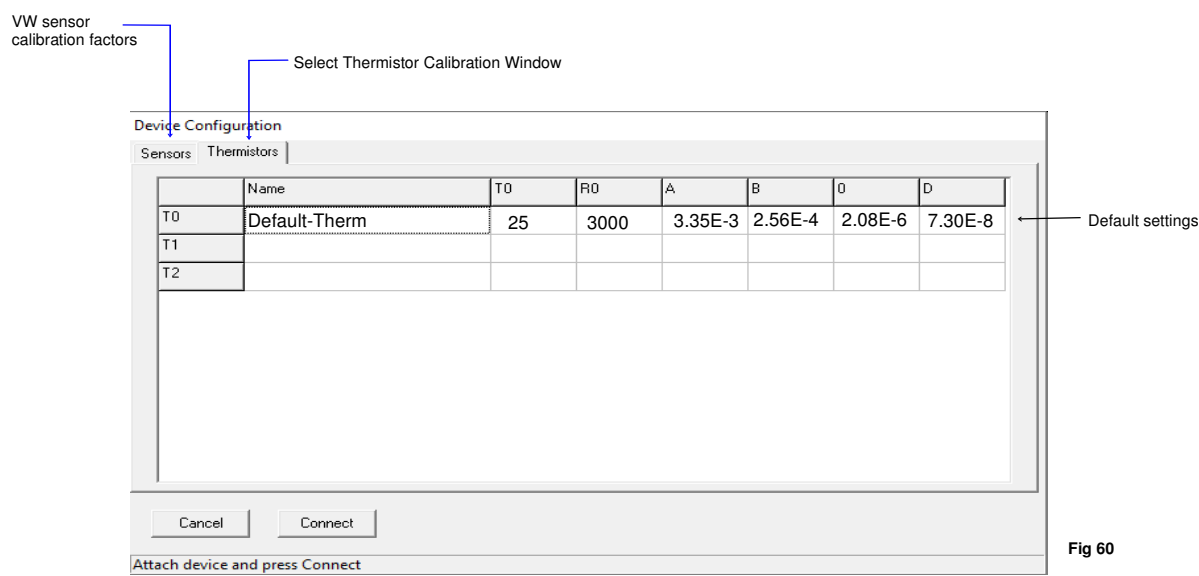 VW sensor
calibration factors
Select Thermistor Calibration Window
Device Configuration
Sensors Thermistors
Name T0 R0 A B 0 D
T0 Default-Therm 25 3000 3.35E-3 2.56E-4 2.08E-6 7.30E-8
Default settings
T1
T2
Cancel Connect
Fig 60
Attach device and press Connect